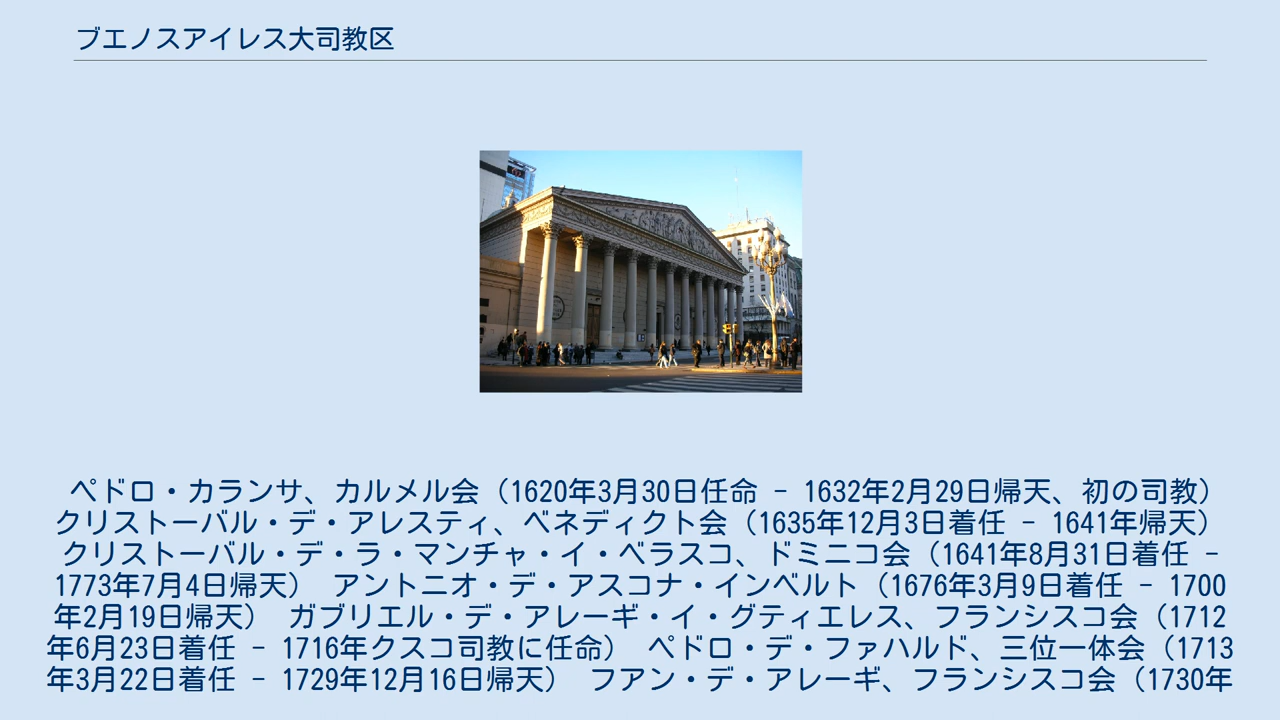 ブエノスアイレス大司教区
ペドロ・カランサ、カルメル会（1620年3月30日任命 – 1632年2月29日帰天、初の司教）
クリストーバル・デ・アレスティ、ベネディクト会（1635年12月3日着任 – 1641年帰天）
クリストーバル・デ・ラ・マンチャ・イ・ベラスコ、ドミニコ会（1641年8月31日着任 –
1773年7月4日帰天）　アントニオ・デ・アスコナ・インベルト（1676年3月9日着任 – 1700
年2月19日帰天）　ガブリエル・デ・アレーギ・イ・グティエレス、フランシスコ会（1712
年6月23日着任 – 1716年クスコ司教に任命）　ペドロ・デ・ファハルド、三位一体会（1713
年3月22日着任 – 1729年12月16日帰天）　フアン・デ・アレーギ、フランシスコ会（1730年